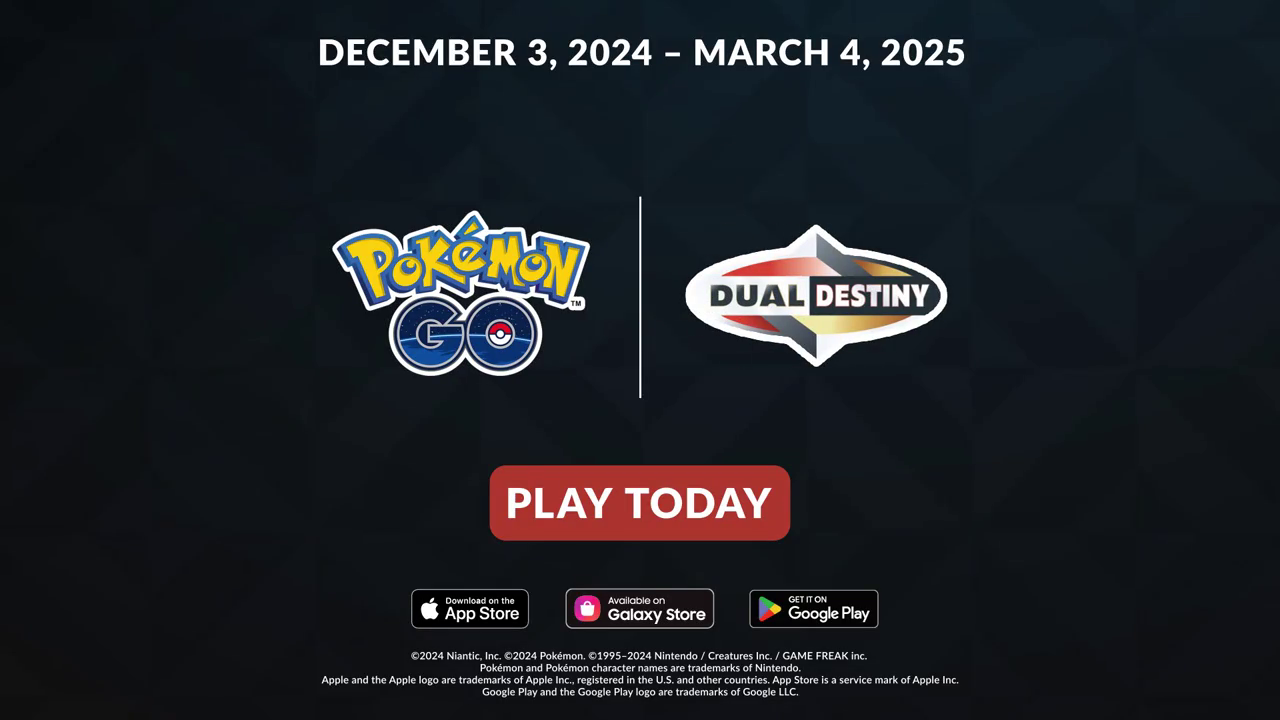 DECEMBER 3, 2024 – MARCH 4, 2025
POKÉMON
GO
TM
DUAL DESTINY
PLAY TODAY
Download on the
App Store
Available on
Galaxy Store
GET IT ON
Google Play
©2024 Niantic, Inc. ©2024 Pokémon. ©1995–2024 Nintendo / Creatures Inc. / GAME FREAK inc.
Pokémon and Pokémon character names are trademarks of Nintendo.
Apple and the Apple logo are trademarks of Apple Inc., registered in the U.S. and other countries. App Store is a service mark of Apple Inc.
Google Play and the Google Play logo are trademarks of Google LLC.